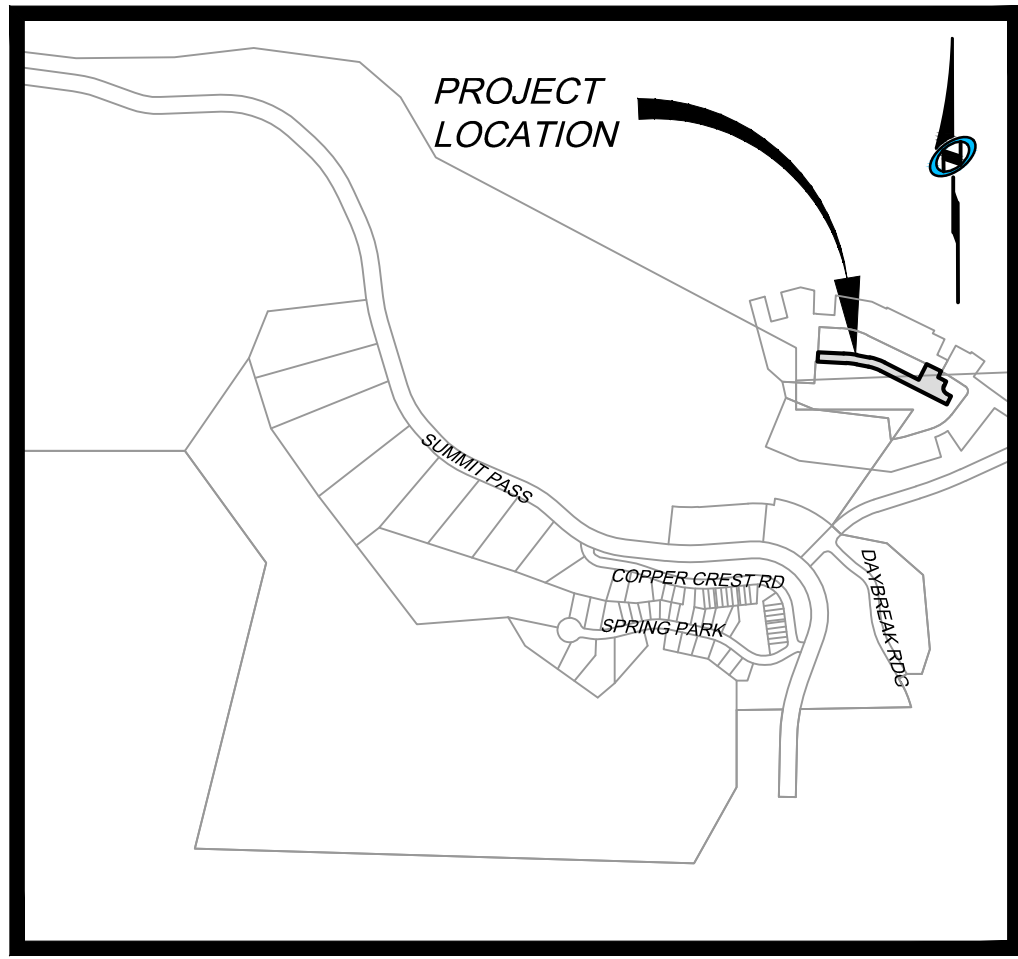 PROJECT
LOCATION
N
SUMMIT PASS
COPPER CREST RD
SPRING PARK
DAYBREAK RDG